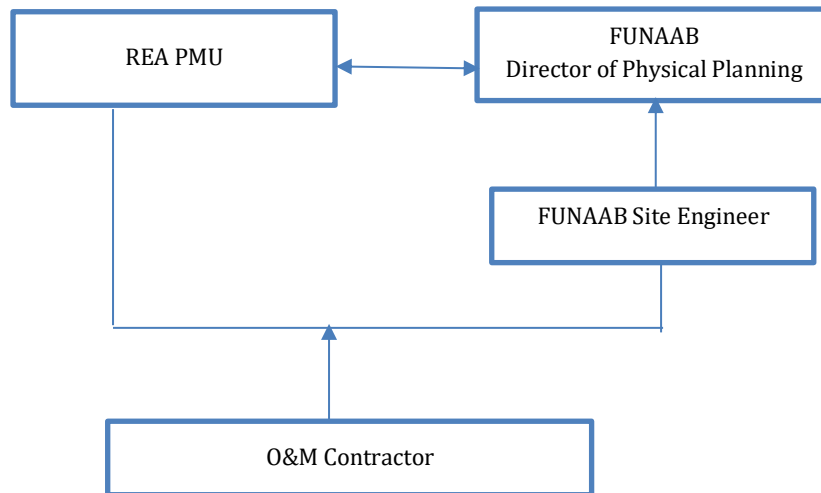 REA PMU
FUNAAB
Director of Physical Planning
FUNAAB Site Engineer
O&M Contractor